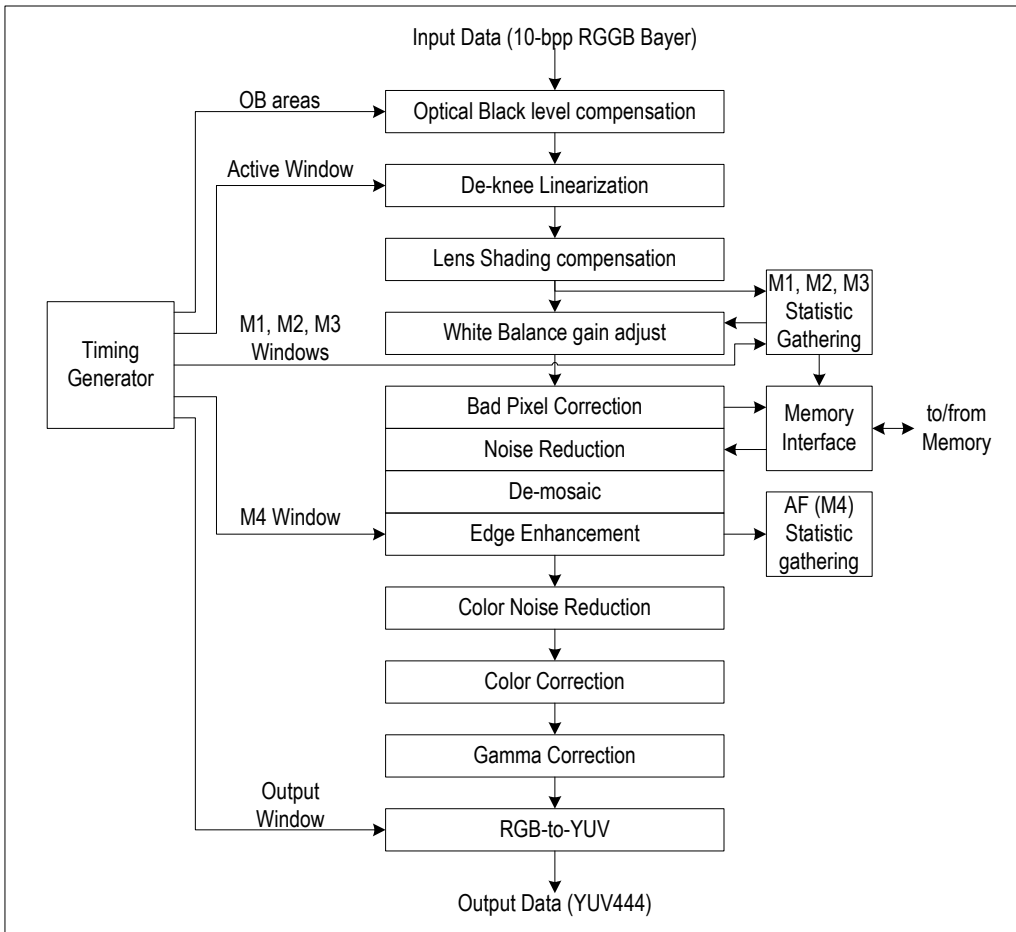 Input Data (10-bpp RGGB Bayer)
OB areas
Optical Black level compensation
Active Window
De-knee Linearization
Lens Shading compensation
M1, M2, M3
Statistic
Gathering
M1, M2, M3
Windows
White Balance gain adjust
Timing
Generator
Bad Pixel Correction
Memory
Interface
to/from
Memory
Noise Reduction
De-mosaic
M4 Window
Edge Enhancement
AF (M4)
Statistic
gathering
Color Noise Reduction
Color Correction
Gamma Correction
Output
Window
RGB-to-YUV
Output Data (YUV444)